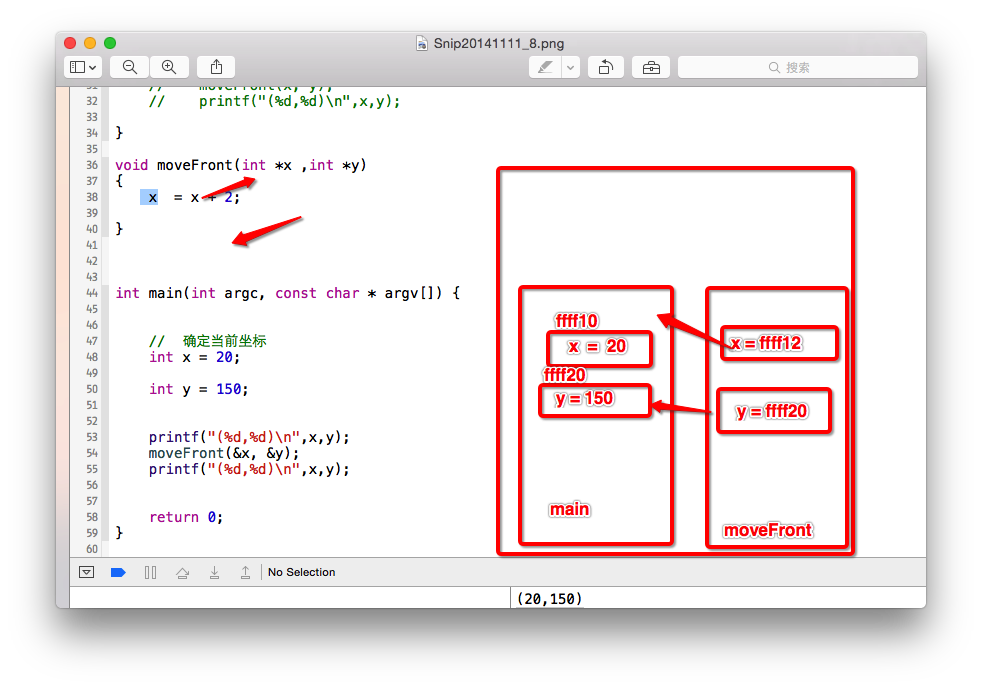 Snip20141111_8.png
搜索
32 //    printf("(%d,%d)\n",x,y);
33
34 }
35
36 void moveFront(int *x ,int *y)
37 {
38 x  = x + 2;
39
40 }
41
42
43
44 int main(int argc, const char * argv[]) {
45
46
47 //  确定当前坐标
48 int x = 20;
49
50 int y = 150;
51
52
53 printf("(%d,%d)\n",x,y);
54 moveFront(&x, &y);
55 printf("(%d,%d)\n",x,y);
56
57
58 return 0;
59 }
60
ffff10
x = 20
ffff20
y = 150
main
x = ffff12
y = ffff20
moveFront
No Selection
(20,150)